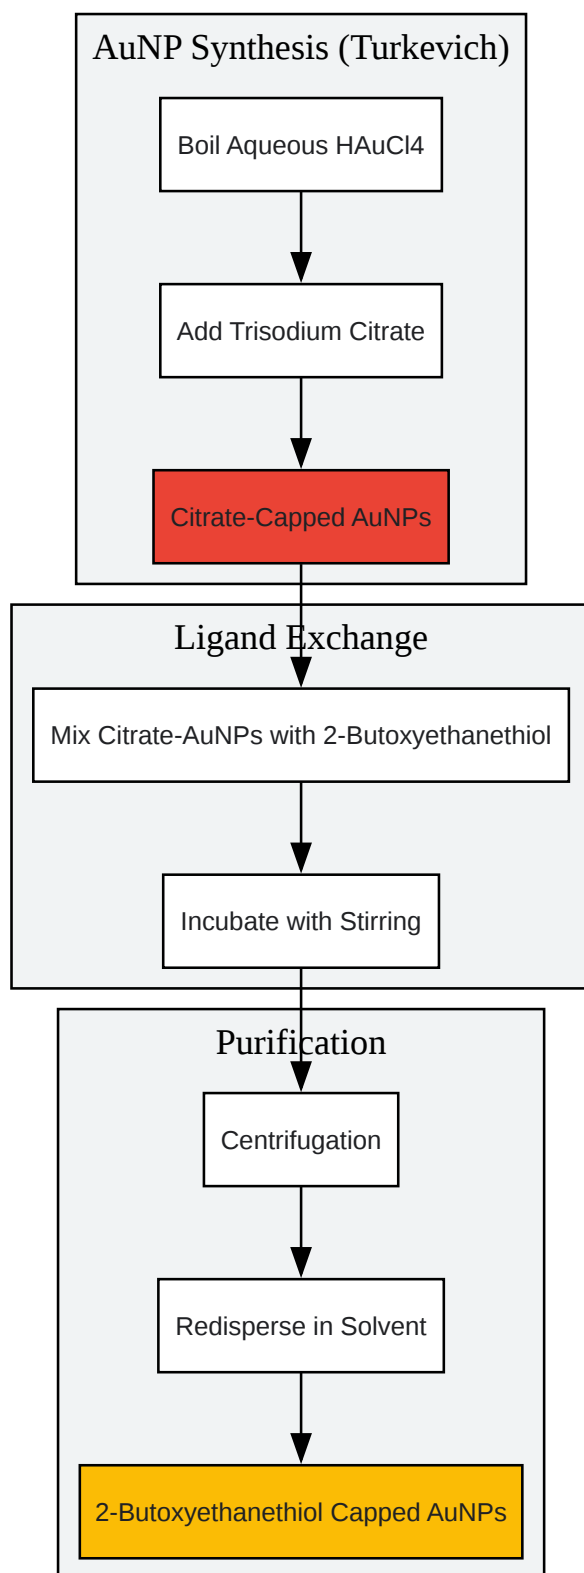 AuNP Synthesis (Turkevich)
Boil Aqueous HAuCl4
Add Trisodium Citrate
Citrate-Capped AuNPs
Ligand Exchange
Mix Citrate-AuNPs with 2-Butoxyethanethiol
Incubate with Stirring
Purification
Centrifugation
Redisperse in Solvent
2-Butoxyethanethiol Capped AuNPs